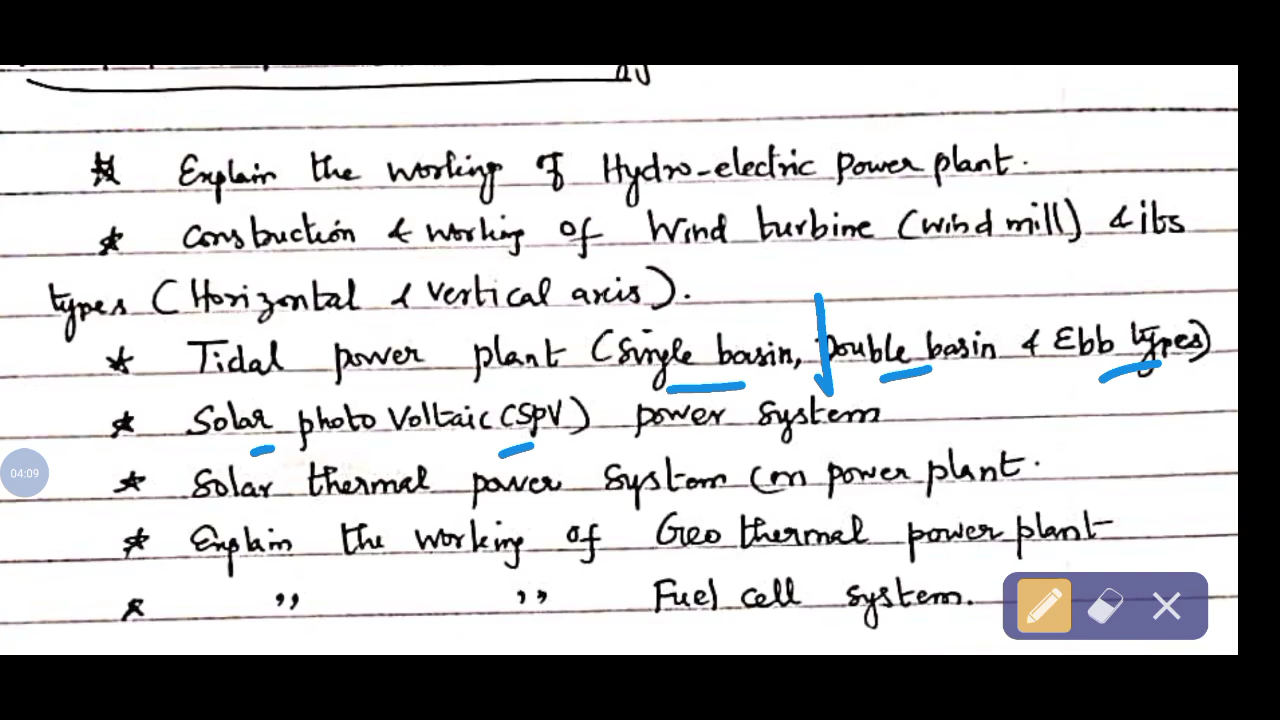 * Explain the working of Hydro-electric power plant.
* Construction & working of Wind turbine (wind mill) & its
types (Horizontal & vertical axis).
* Tidal power plant (Single basin, Double basin & Ebb types)
* Solar photo Voltaic (SPV) power system
* Solar thermal power System (on power plant.
* Explain the working of Geo thermal power plant
* " " Fuel cell system.
04:09